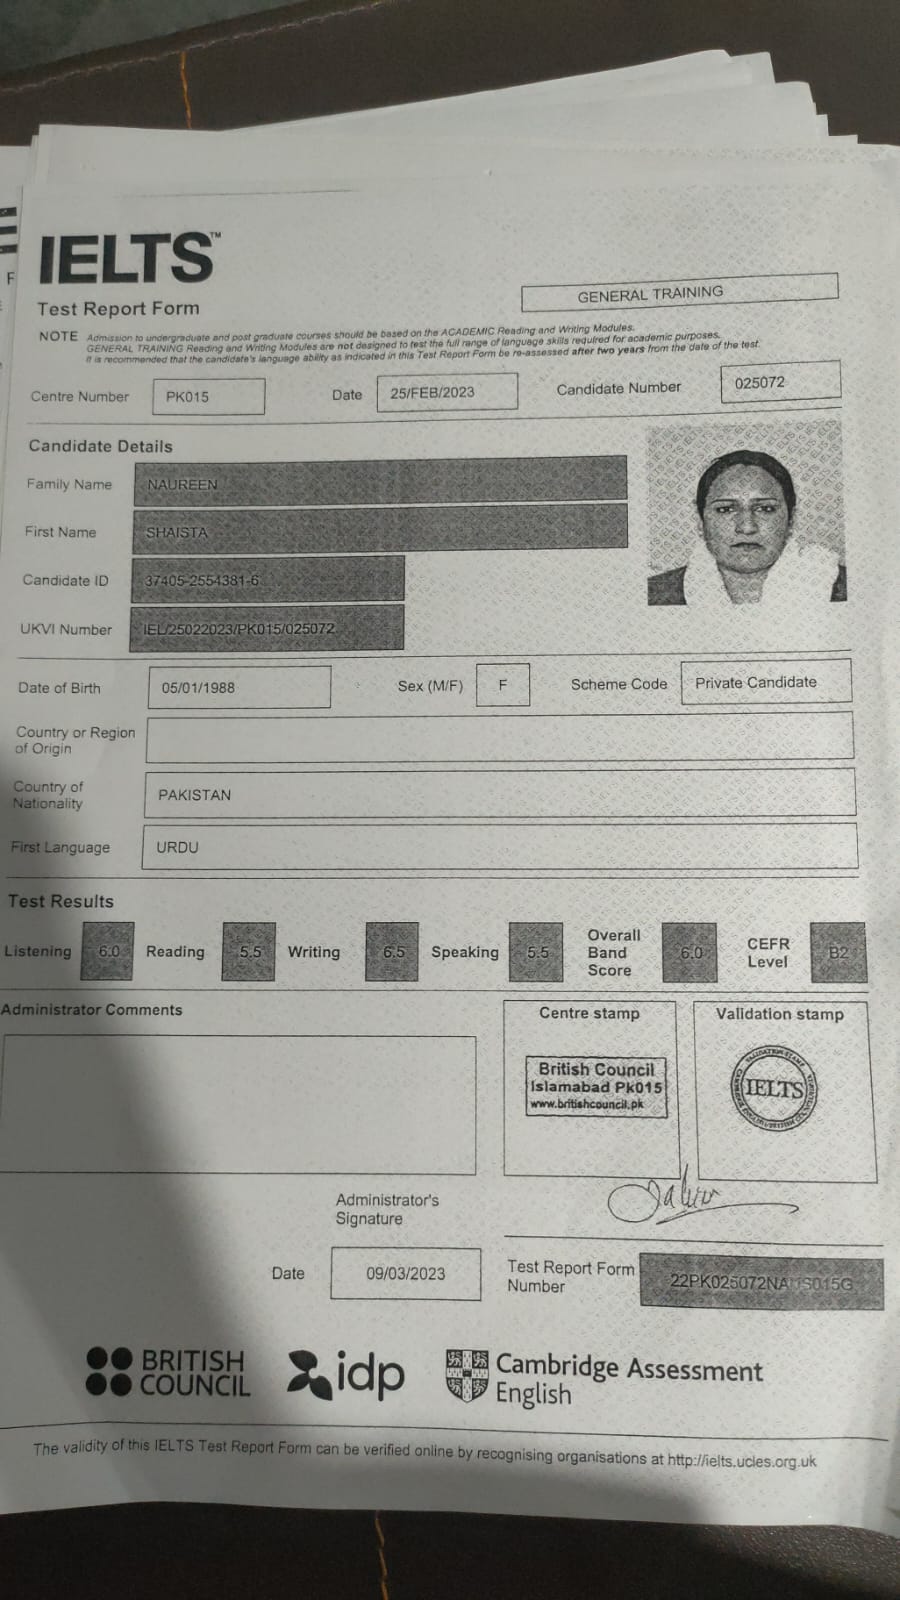 IELTS™
Test Report Form
GENERAL TRAINING
NOTE Admission to undergraduate and post graduate courses should be based on the ACADEMIC Reading and Writing Modules.
GENERAL TRAINING Reading and Writing Modules are not designed to test the full range of language skills required for academic purposes.
It is recommended that the candidate's language ability as indicated in this Test Report Form be re-assessed after two years from the date of the test.
Centre Number PK015 Date 25/FEB/2023 Candidate Number 025072
Candidate Details
Family Name NAUREEN
First Name SHAISTA
Candidate ID 37405-2554381-6
UKVI Number IEL/25022023/PK015/025072
Date of Birth 05/01/1988 Sex (M/F) F Scheme Code Private Candidate
Country or Region
of Origin
Country of
Nationality PAKISTAN
First Language URDU
Test Results
Listening 6.0 Reading 5.5 Writing 6.5 Speaking 5.5 Overall Band Score 6.0 CEFR Level B2
Administrator Comments
Centre stamp
British Council
Islamabad PK015
www.britishcouncil.pk
Validation stamp
IELTS
Administrator's
Signature
Date 09/03/2023
Test Report Form
Number
BRITISH
COUNCIL
idp
Cambridge Assessment
English
The validity of this IELTS Test Report Form can be verified online by recognising organisations at http://ielts.ucles.org.uk